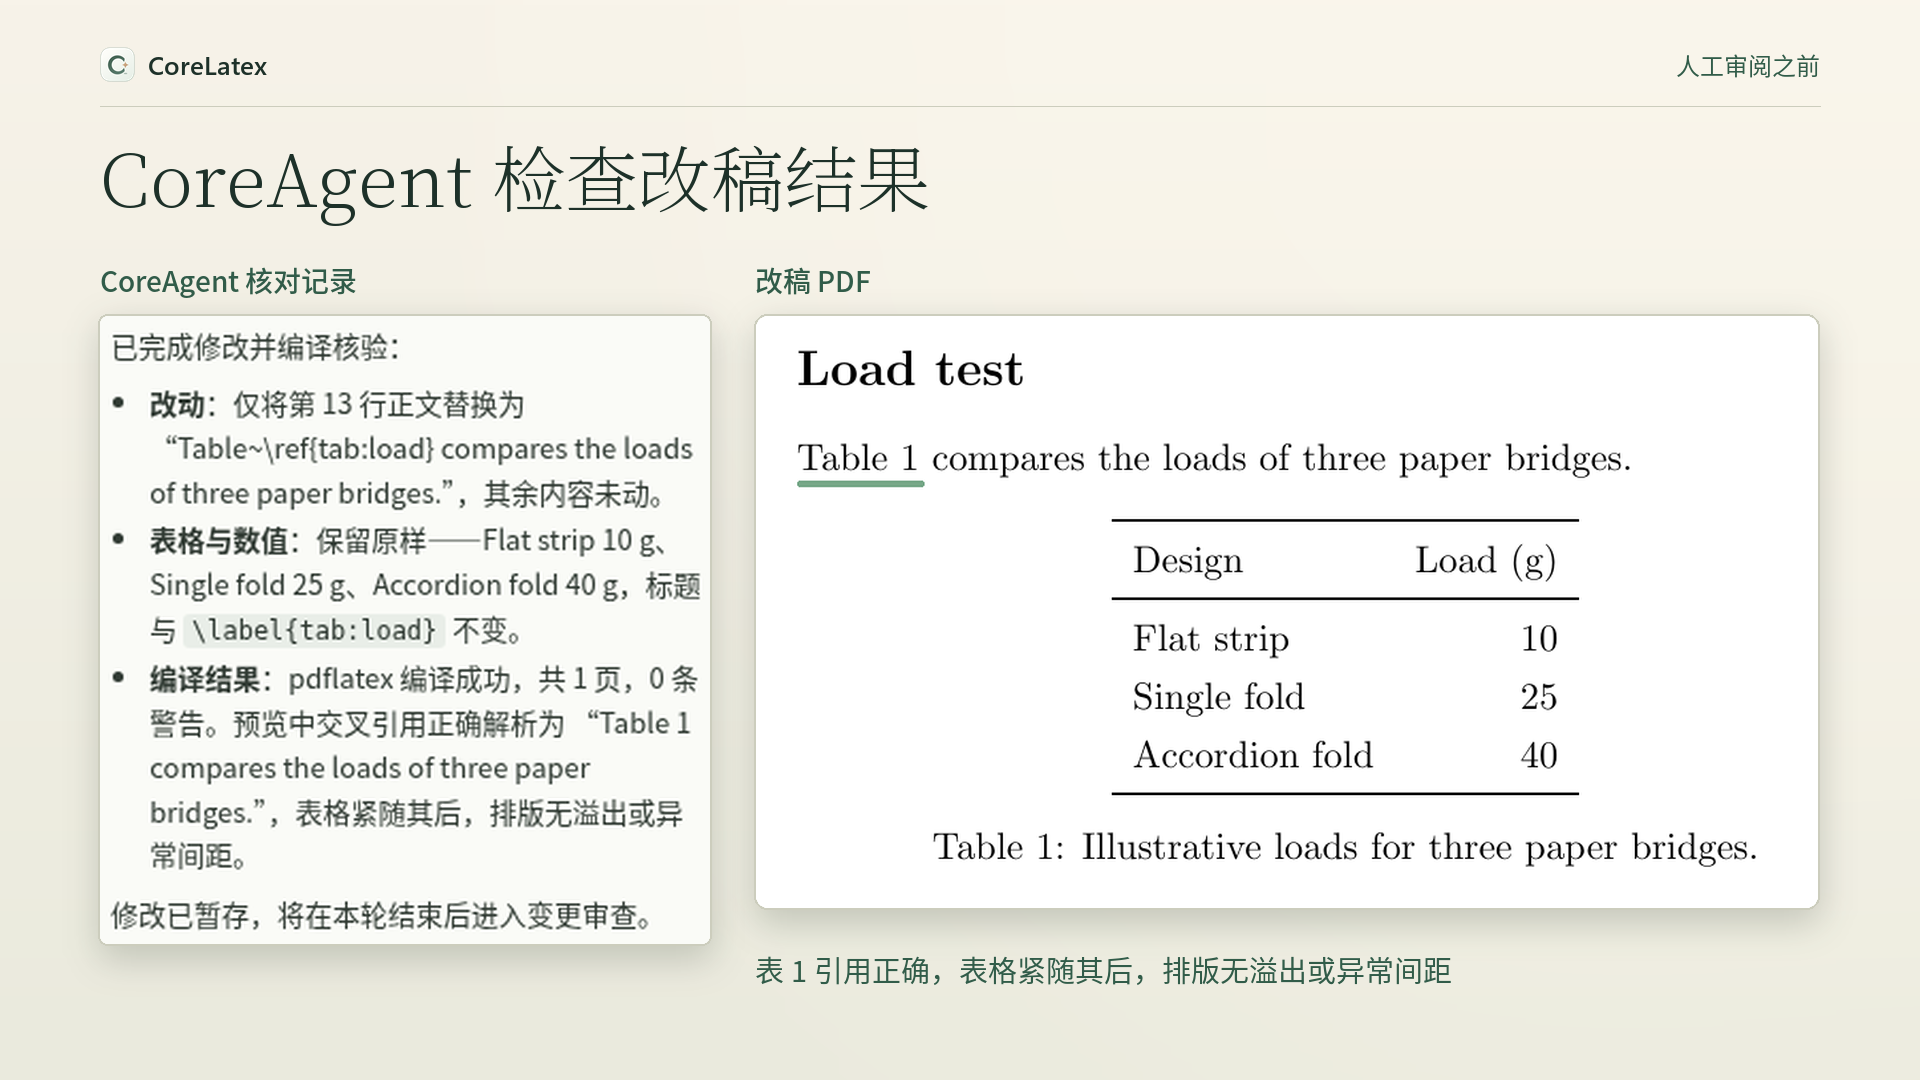 CoreLatex
人工审阅之前
CoreAgent 检查改稿结果
CoreAgent 核对记录
已完成修改并编译核验：
• 改动：仅将第 13 行正文替换为
“Table~\ref{tab:load} compares the loads
of three paper bridges.”，其余内容未动。
• 表格与数值：保留原样——Flat strip 10 g、
Single fold 25 g、Accordion fold 40 g，标题
与 \label{tab:load} 不变。
• 编译结果：pdflatex 编译成功，共 1 页，0 条
警告。预览中交叉引用正确解析为 “Table 1
compares the loads of three paper
bridges.”，表格紧随其后，排版无溢出或异
常间距。
修改已暂存，将在本轮结束后进入变更审查。
改稿 PDF
Load test
Table 1 compares the loads of three paper bridges.
Design Load (g)
Flat strip 10
Single fold 25
Accordion fold 40
Table 1: Illustrative loads for three paper bridges.
表 1 引用正确，表格紧随其后，排版无溢出或异常间距